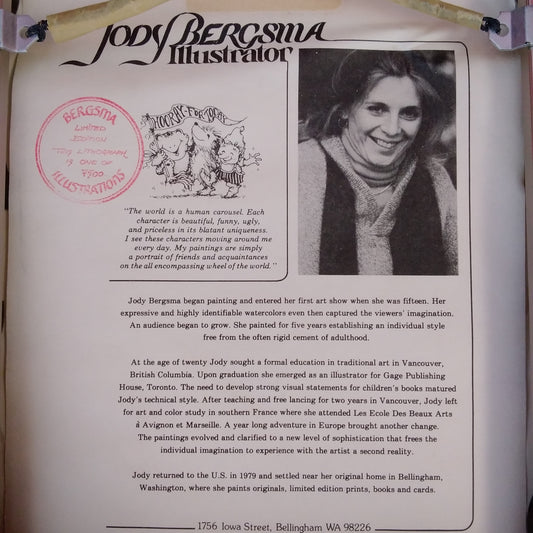 JODY BERGSMA
Illustrator
BERGSMA
LIMITED
EDITION
THIS LITHOGRAPH
IS ONE OF
7500
ILLUSTRATIONS
HOORAY FOR TODAY
"The world is a human carousel. Each
character is beautiful, funny, ugly,
and priceless in its blatant uniqueness.
I see these characters moving around me
every day. My paintings are simply
a portrait of friends and acquaintances
on the all encompassing wheel of the world."
Jody Bergsma began painting and entered her first art show when she was fifteen. Her
expressive and highly identifiable watercolors even then captured the viewers' imagination.
An audience began to grow. She painted for five years establishing an individual style
free from the often rigid cement of adulthood.
At the age of twenty Jody sought a formal education in traditional art in Vancouver,
British Columbia. Upon graduation she emerged as an illustrator for Gage Publishing
House, Toronto. The need to develop strong visual statements for children's books matured
Jody's technical style. After teaching and free lancing for two years in Vancouver, Jody left
for art and color study in southern France where she attended Les Ecole Des Beaux Arts
à Avignon et Marseille. A year long adventure in Europe brought another change.
The paintings evolved and clarified to a new level of sophistication that frees the
individual imagination to experience with the artist a second reality.
Jody returned to the U.S. in 1979 and settled near her original home in Bellingham,
Washington, where she paints originals, limited edition prints, books and cards.
1756 Iowa Street, Bellingham WA 98226